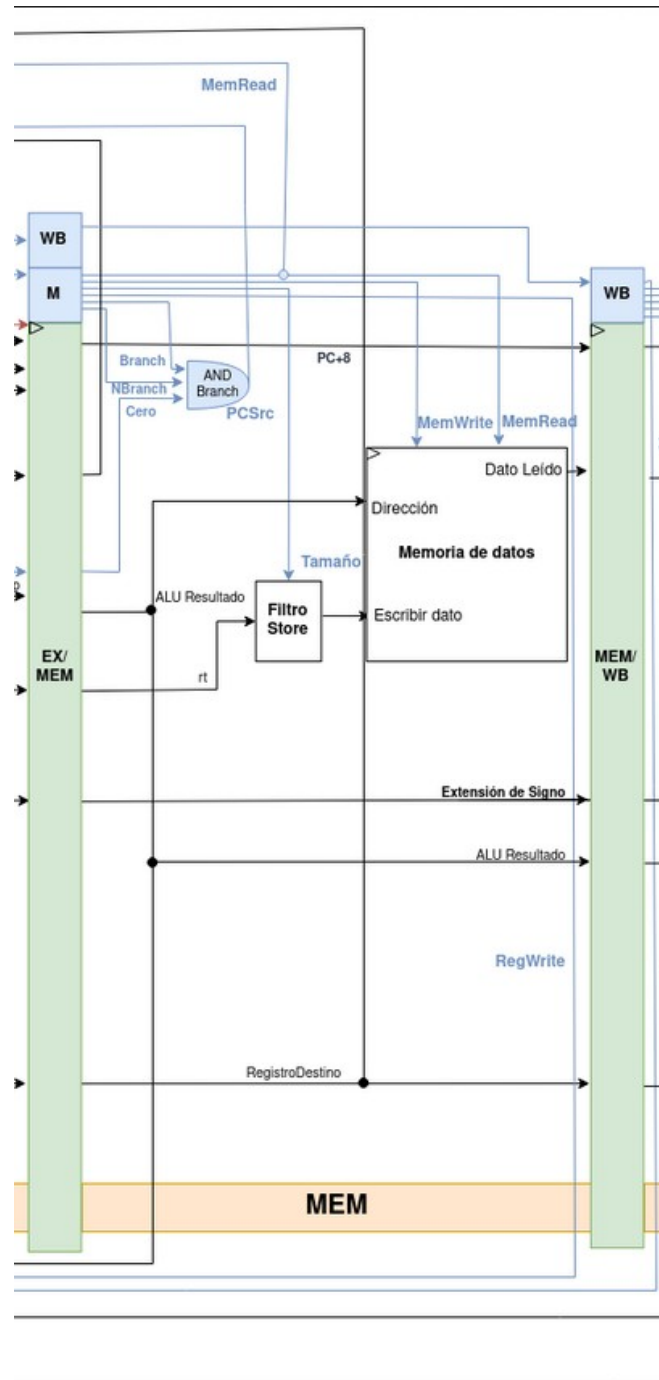 MemRead
WB
M
WB
PC+8
Branch
AND
Branch
NBranch
Cero
PCSrc
MemWrite
MemRead
Dato Leído
Dirección
Memoria de datos
Tamaño
ALU Resultado
Filtro
Store
Escribir dato
EX/
MEM
MEM/
WB
rt
Extensión de Signo
ALU Resultado
RegWrite
RegistroDestino
MEM